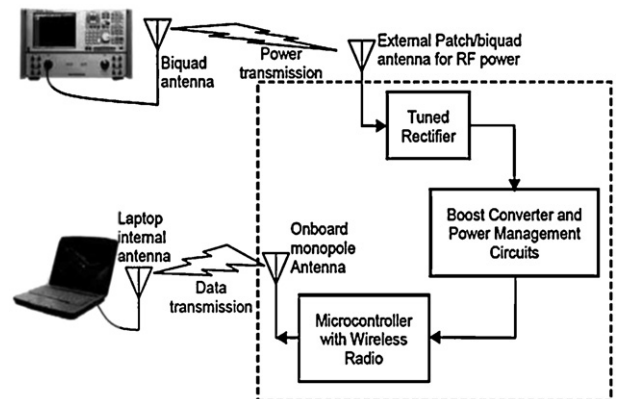 Biquad
antenna
Power
transmission
External Patch/biquad
antenna for RF power
Tuned
Rectifier
Boost Converter and
Power Management
Circuits
Laptop
internal
antenna
Data
transmission
Onboard
monopole
Antenna
Microcontroller
with Wireless
Radio